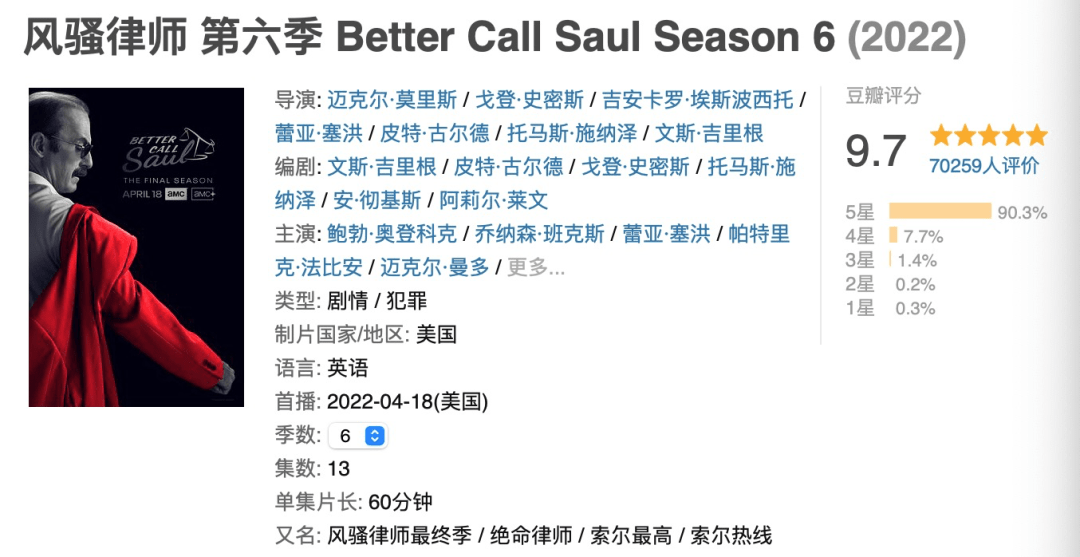 风骚律师 第六季 Better Call Saul Season 6 (2022)
BETTER
CALL
Saul
THE FINAL SEASON
APRIL 18 amc amc+
导演: 迈克尔·莫里斯 / 戈登·史密斯 / 吉安卡罗·埃斯波西托 /
蕾亚·塞洪 / 皮特·古尔德 / 托马斯·施纳泽 / 文斯·吉里根
编剧: 文斯·吉里根 / 皮特·古尔德 / 戈登·史密斯 / 托马斯·施
纳泽 / 安·彻基斯 / 阿莉尔·莱文
主演: 鲍勃·奥登科克 / 乔纳森·班克斯 / 蕾亚·塞洪 / 帕特里
克·法比安 / 迈克尔·曼多 / 更多...
类型: 剧情 / 犯罪
制片国家/地区: 美国
语言: 英语
首播: 2022-04-18(美国)
季数: 6
集数: 13
单集片长: 60分钟
又名: 风骚律师最终季 / 绝命律师 / 索尔最高 / 索尔热线
豆瓣评分
9.7
70259人评价
5星 90.3%
4星 7.7%
3星 1.4%
2星 0.2%
1星 0.3%